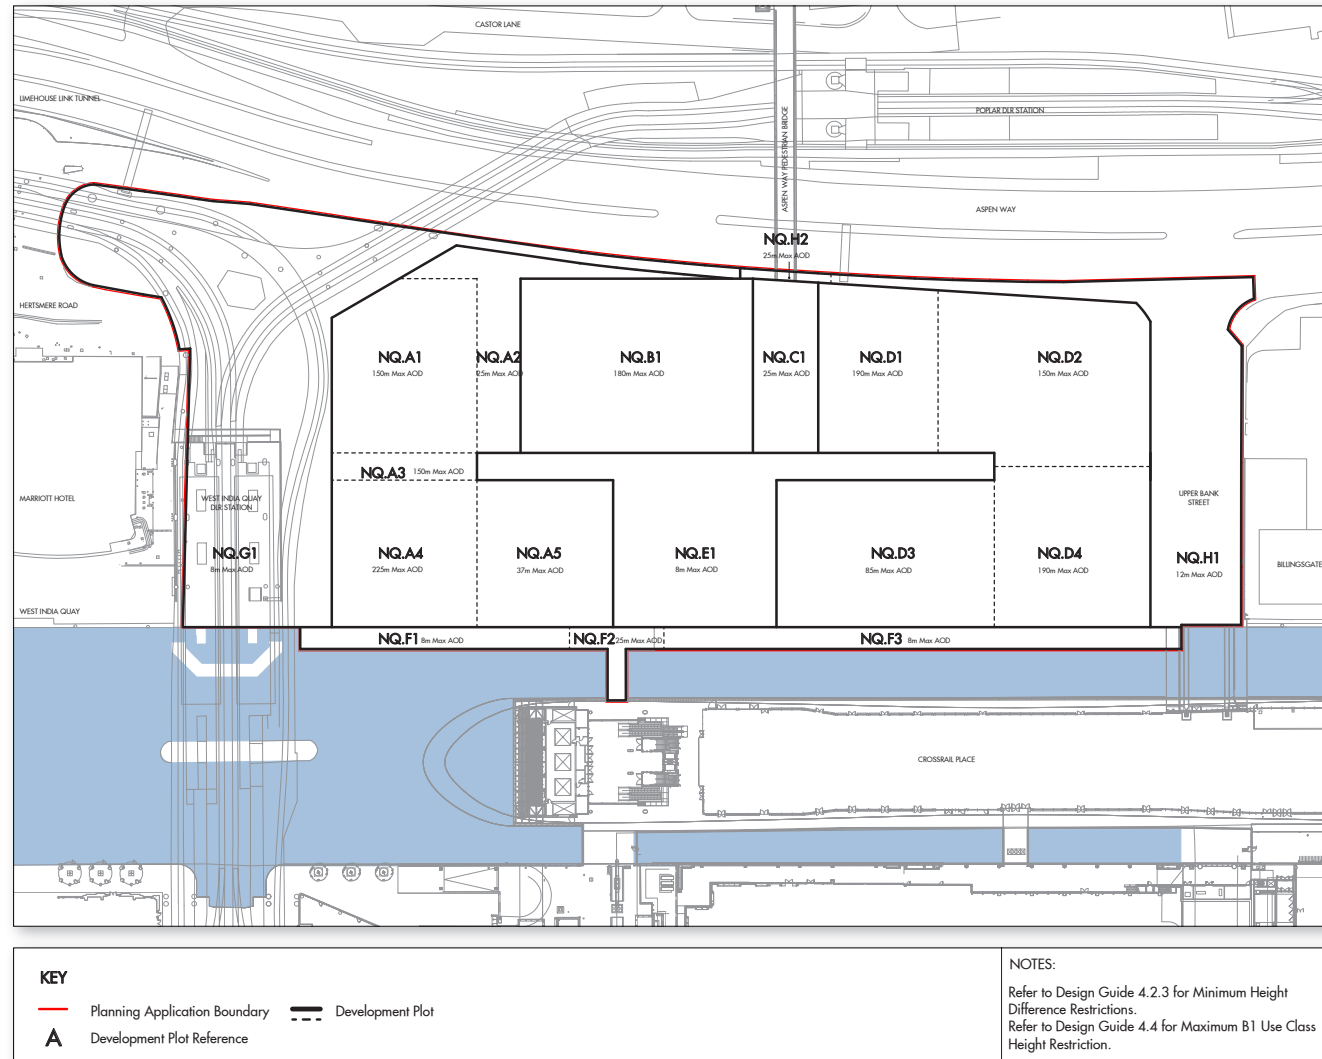 CASTOR LANE
LIMEHOUSE LINK TUNNEL
POPLAR DLR STATION
ASPEN WAY PEDESTRIAN BRIDGE
ASPEN WAY
NQ.H2
25m Max AOD
HERTSMERE ROAD
NQ.A1
150m Max AOD
NQ.A2
25m Max AOD
NQ.B1
180m Max AOD
NQ.C1
25m Max AOD
NQ.D1
190m Max AOD
NQ.D2
150m Max AOD
NQ.A3 150m Max AOD
MARRIOTT HOTEL
WEST INDIA QUAY
DLR STATION
UPPER BANK
STREET
NQ.G1
8m Max AOD
NQ.A4
225m Max AOD
NQ.A5
37m Max AOD
NQ.E1
8m Max AOD
NQ.D3
85m Max AOD
NQ.D4
190m Max AOD
NQ.H1
12m Max AOD
BILLINGSGATE
WEST INDIA QUAY
NQ.F1 8m Max AOD
NQ.F2 25m Max AOD
NQ.F3 8m Max AOD
CROSSRAIL PLACE
KEY
Planning Application Boundary
Development Plot
A Development Plot Reference
NOTES:
Refer to Design Guide 4.2.3 for Minimum Height
Difference Restrictions.
Refer to Design Guide 4.4 for Maximum B1 Use Class
Height Restriction.